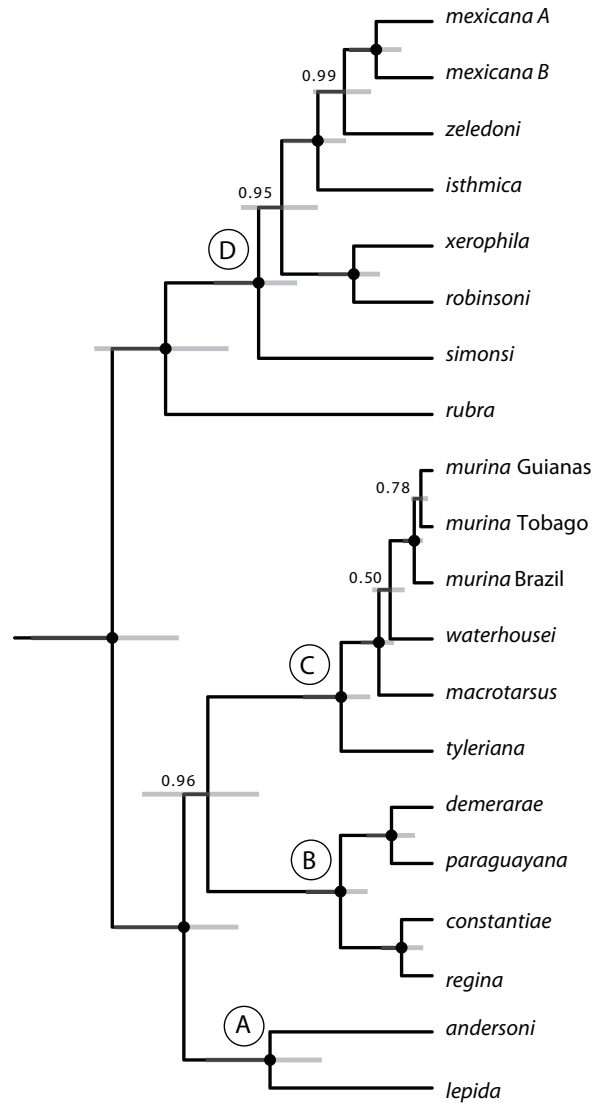 mexicana A
mexicana B
0.99
zeledoni
isthmica
0.95
D
xerophila
robinsoni
simonsi
rubra
murina Guianas
0.78
murina Tobago
murina Brazil
0.50
waterhousei
C
macrotarsus
tyleriana
0.96
demerarae
B
paraguayana
constantiae
regina
A
andersoni
lepida